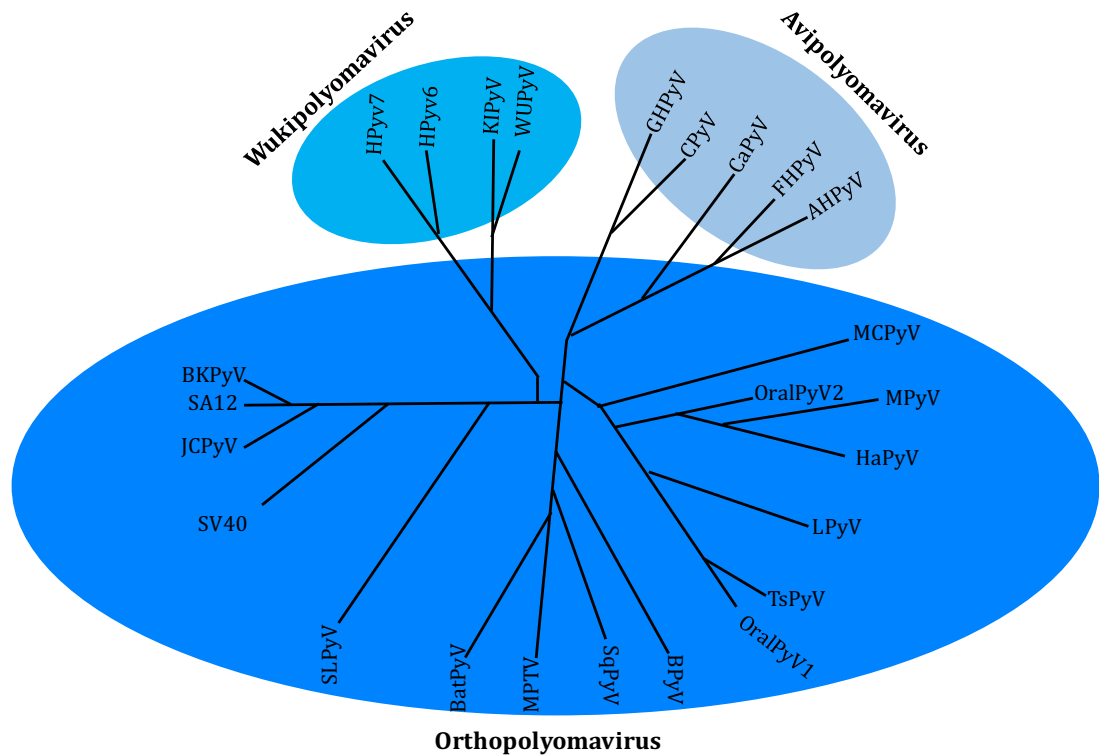 Wukipolyomavirus
Avipolyomavirus
HPyv7
HPyv6
KIPyV
WUPyV
GHPyV
CPyV
CaPyV
FHPyV
AHPyV
MCPyV
BKPyV
SA12
OralPyV2
MPyV
JCPyV
HaPyV
SV40
LPyV
TsPyV
OralPyV1
SLPyV
BatPyV
MPTV
SqPyV
BPyV
Orthopolyomavirus